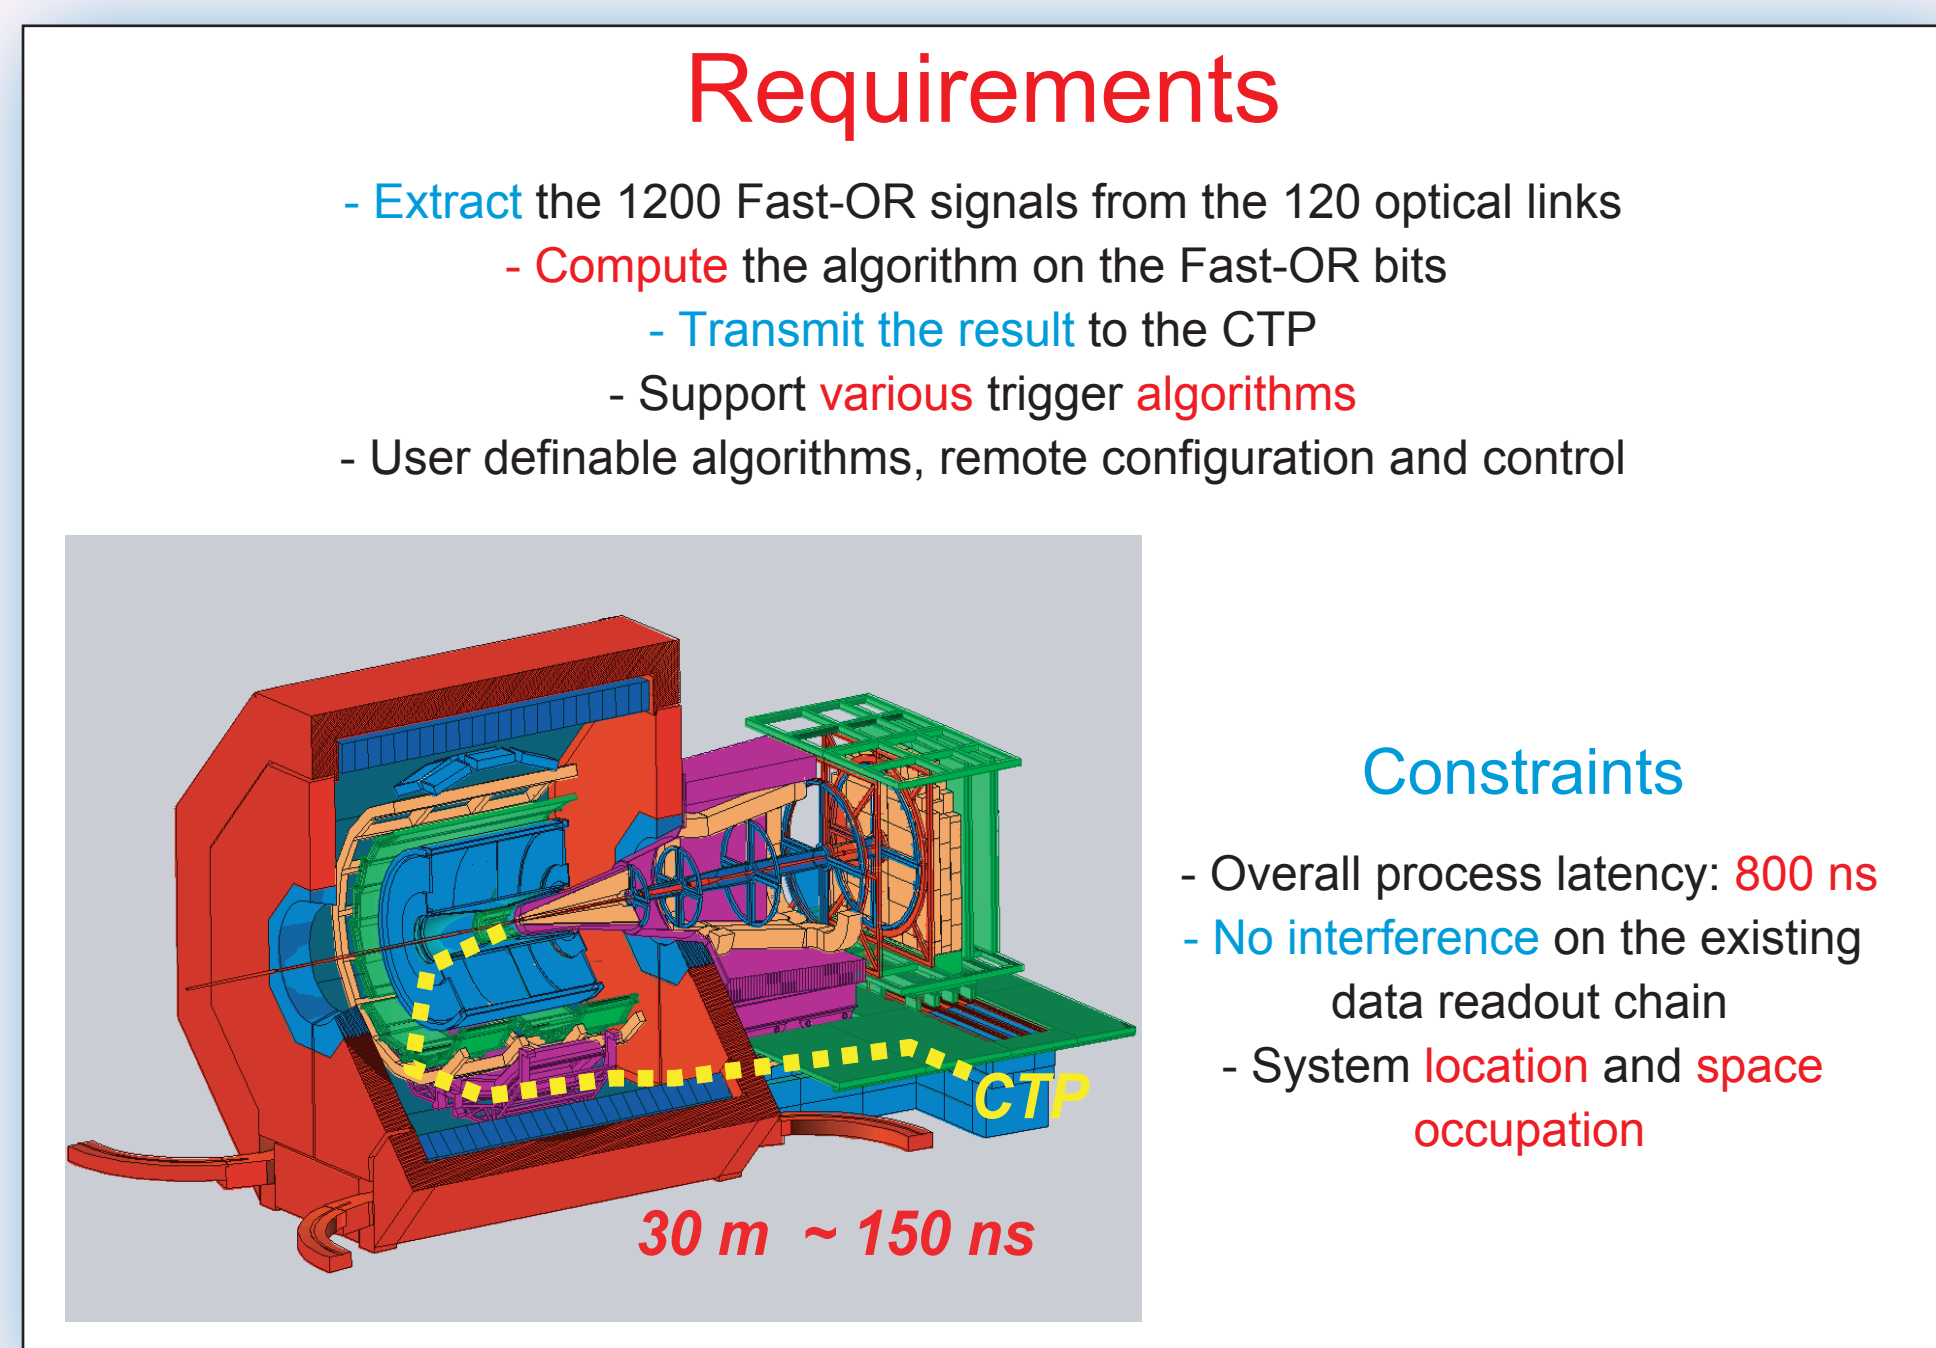 Requirements
- Extract the 1200 Fast-OR signals from the 120 optical links
- Compute the algorithm on the Fast-OR bits
- Transmit the result to the CTP
- Support various trigger algorithms
- User definable algorithms, remote configuration and control
Constraints
- Overall process latency: 800 ns
- No interference on the existing
data readout chain
- System location and space
occupation
CTP
30 m ~ 150 ns